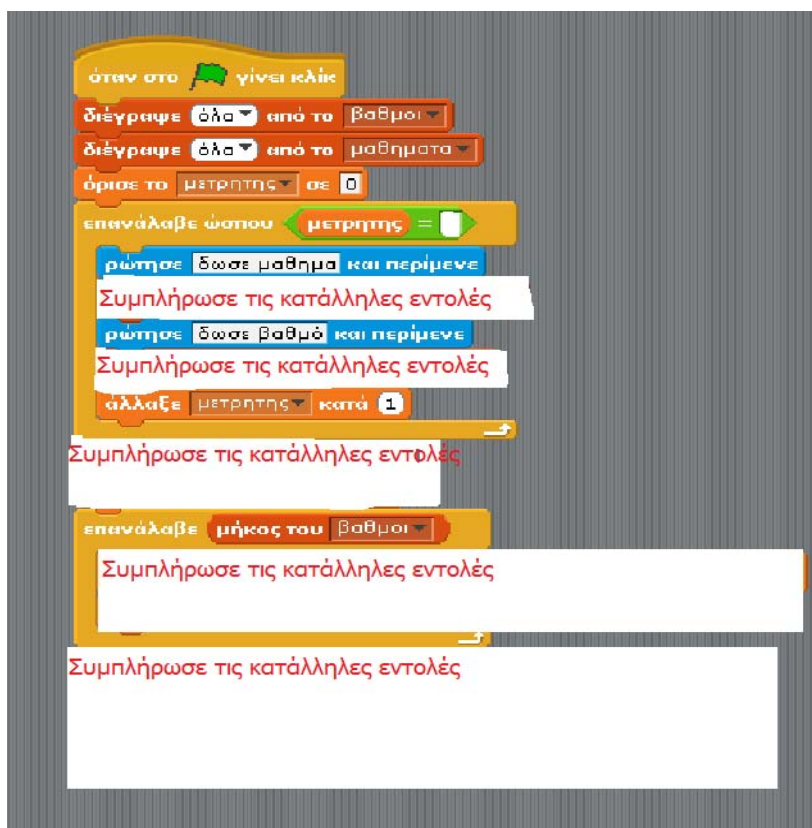 όταν στο γίνει κλίκ
διέγραψε όλα από το βαθμοι
διέγραψε όλα από το μαθηματα
όρισε το μετρητης σε 0
επανάλαβε ώσπου μετρητης =
ρώτησε δωσε μαθημα και περίμενε
Συμπλήρωσε τις κατάλληλες εντολές
ρώτησε δωσε βαθμό και περίμενε
Συμπλήρωσε τις κατάλληλες εντολές
άλλαξε μετρητης κατά 1
Συμπλήρωσε τις κατάλληλες εντολές
επανάλαβε μήκος του βαθμοι
Συμπλήρωσε τις κατάλληλες εντολές
Συμπλήρωσε τις κατάλληλες εντολές